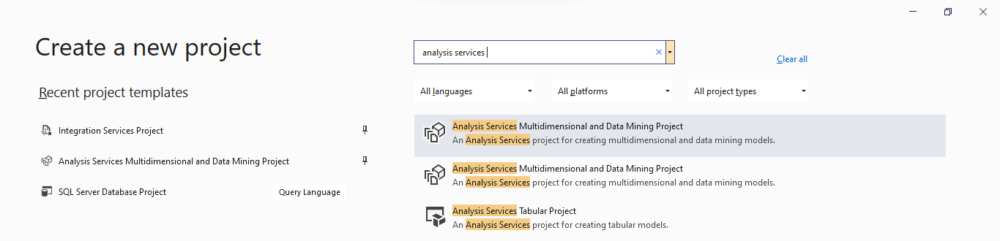 Create a new project
Recent project templates
Integration Services Project
Analysis Services Multidimensional and Data Mining Project
SQL Server Database Project
Query Language
analysis services
Clear all
All languages
All platforms
All project types
Analysis Services Multidimensional and Data Mining Project
An Analysis Services project for creating multidimensional and data mining models.
Analysis Services Multidimensional and Data Mining Project
An Analysis Services project for creating multidimensional and data mining models.
Analysis Services Tabular Project
An Analysis Services project for creating tabular models.